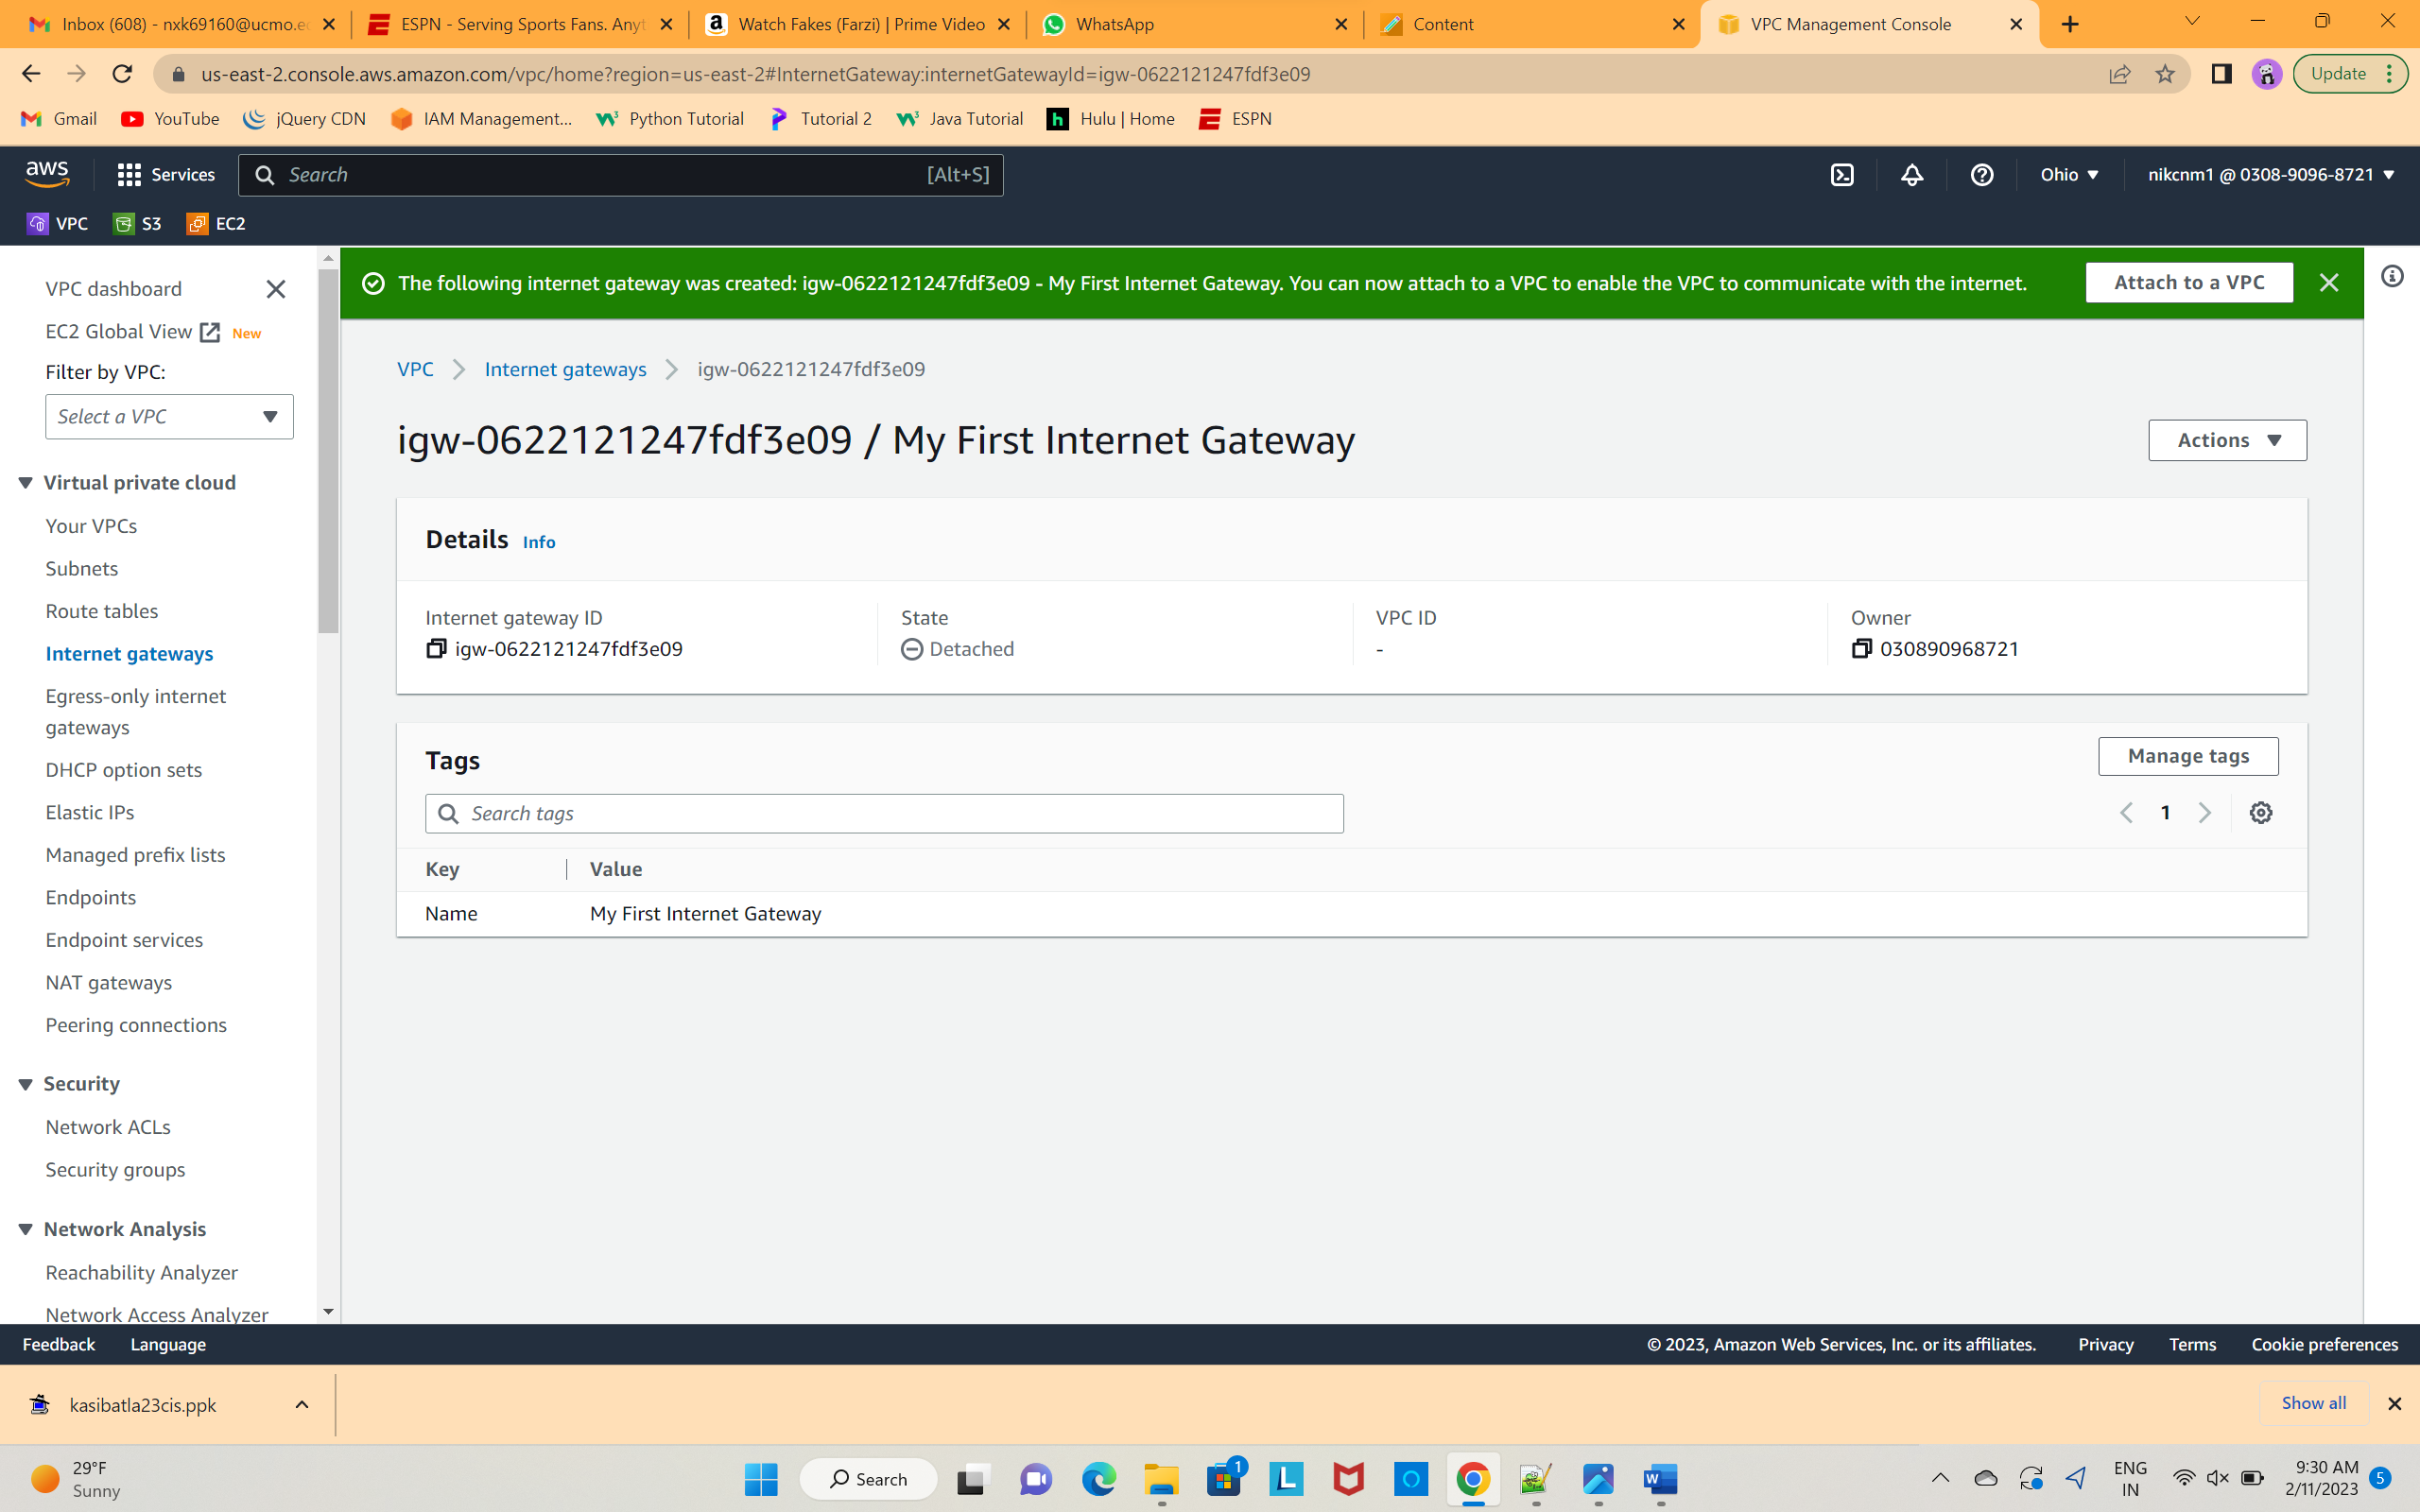 Inbox (608) - nxk69160@ucmo.e
ESPN - Serving Sports Fans. Anyt
Watch Fakes (Farzi) | Prime Video
WhatsApp
Content
VPC Management Console
us-east-2.console.aws.amazon.com/vpc/home?region=us-east-2#InternetGateway:internetGatewayId=igw-0622121247fdf3e09
Update
Gmail
YouTube
jQuery CDN
IAM Management...
Python Tutorial
Tutorial 2
Java Tutorial
Hulu | Home
ESPN
aws
Services
Search
[Alt+S]
Ohio
nikcnm1 @ 0308-9096-8721
VPC
S3
EC2
VPC dashboard
EC2 Global View
New
Filter by VPC:
Select a VPC
Virtual private cloud
Your VPCs
Subnets
Route tables
Internet gateways
Egress-only internet
gateways
DHCP option sets
Elastic IPs
Managed prefix lists
Endpoints
Endpoint services
NAT gateways
Peering connections
Security
Network ACLs
Security groups
Network Analysis
Reachability Analyzer
Network Access Analyzer
The following internet gateway was created: igw-0622121247fdf3e09 - My First Internet Gateway. You can now attach to a VPC to enable the VPC to communicate with the internet.
Attach to a VPC
VPC
Internet gateways
igw-0622121247fdf3e09
igw-0622121247fdf3e09 / My First Internet Gateway
Actions
Details
Info
Internet gateway ID
igw-0622121247fdf3e09
State
Detached
VPC ID
-
Owner
030890968721
Tags
Manage tags
Search tags
1
Key
Value
Name
My First Internet Gateway
Feedback
Language
© 2023, Amazon Web Services, Inc. or its affiliates.
Privacy
Terms
Cookie preferences
kasibatla23cis.ppk
Show all
29°F
Sunny
Search
1
ENG
IN
9:30 AM
2/11/2023
5